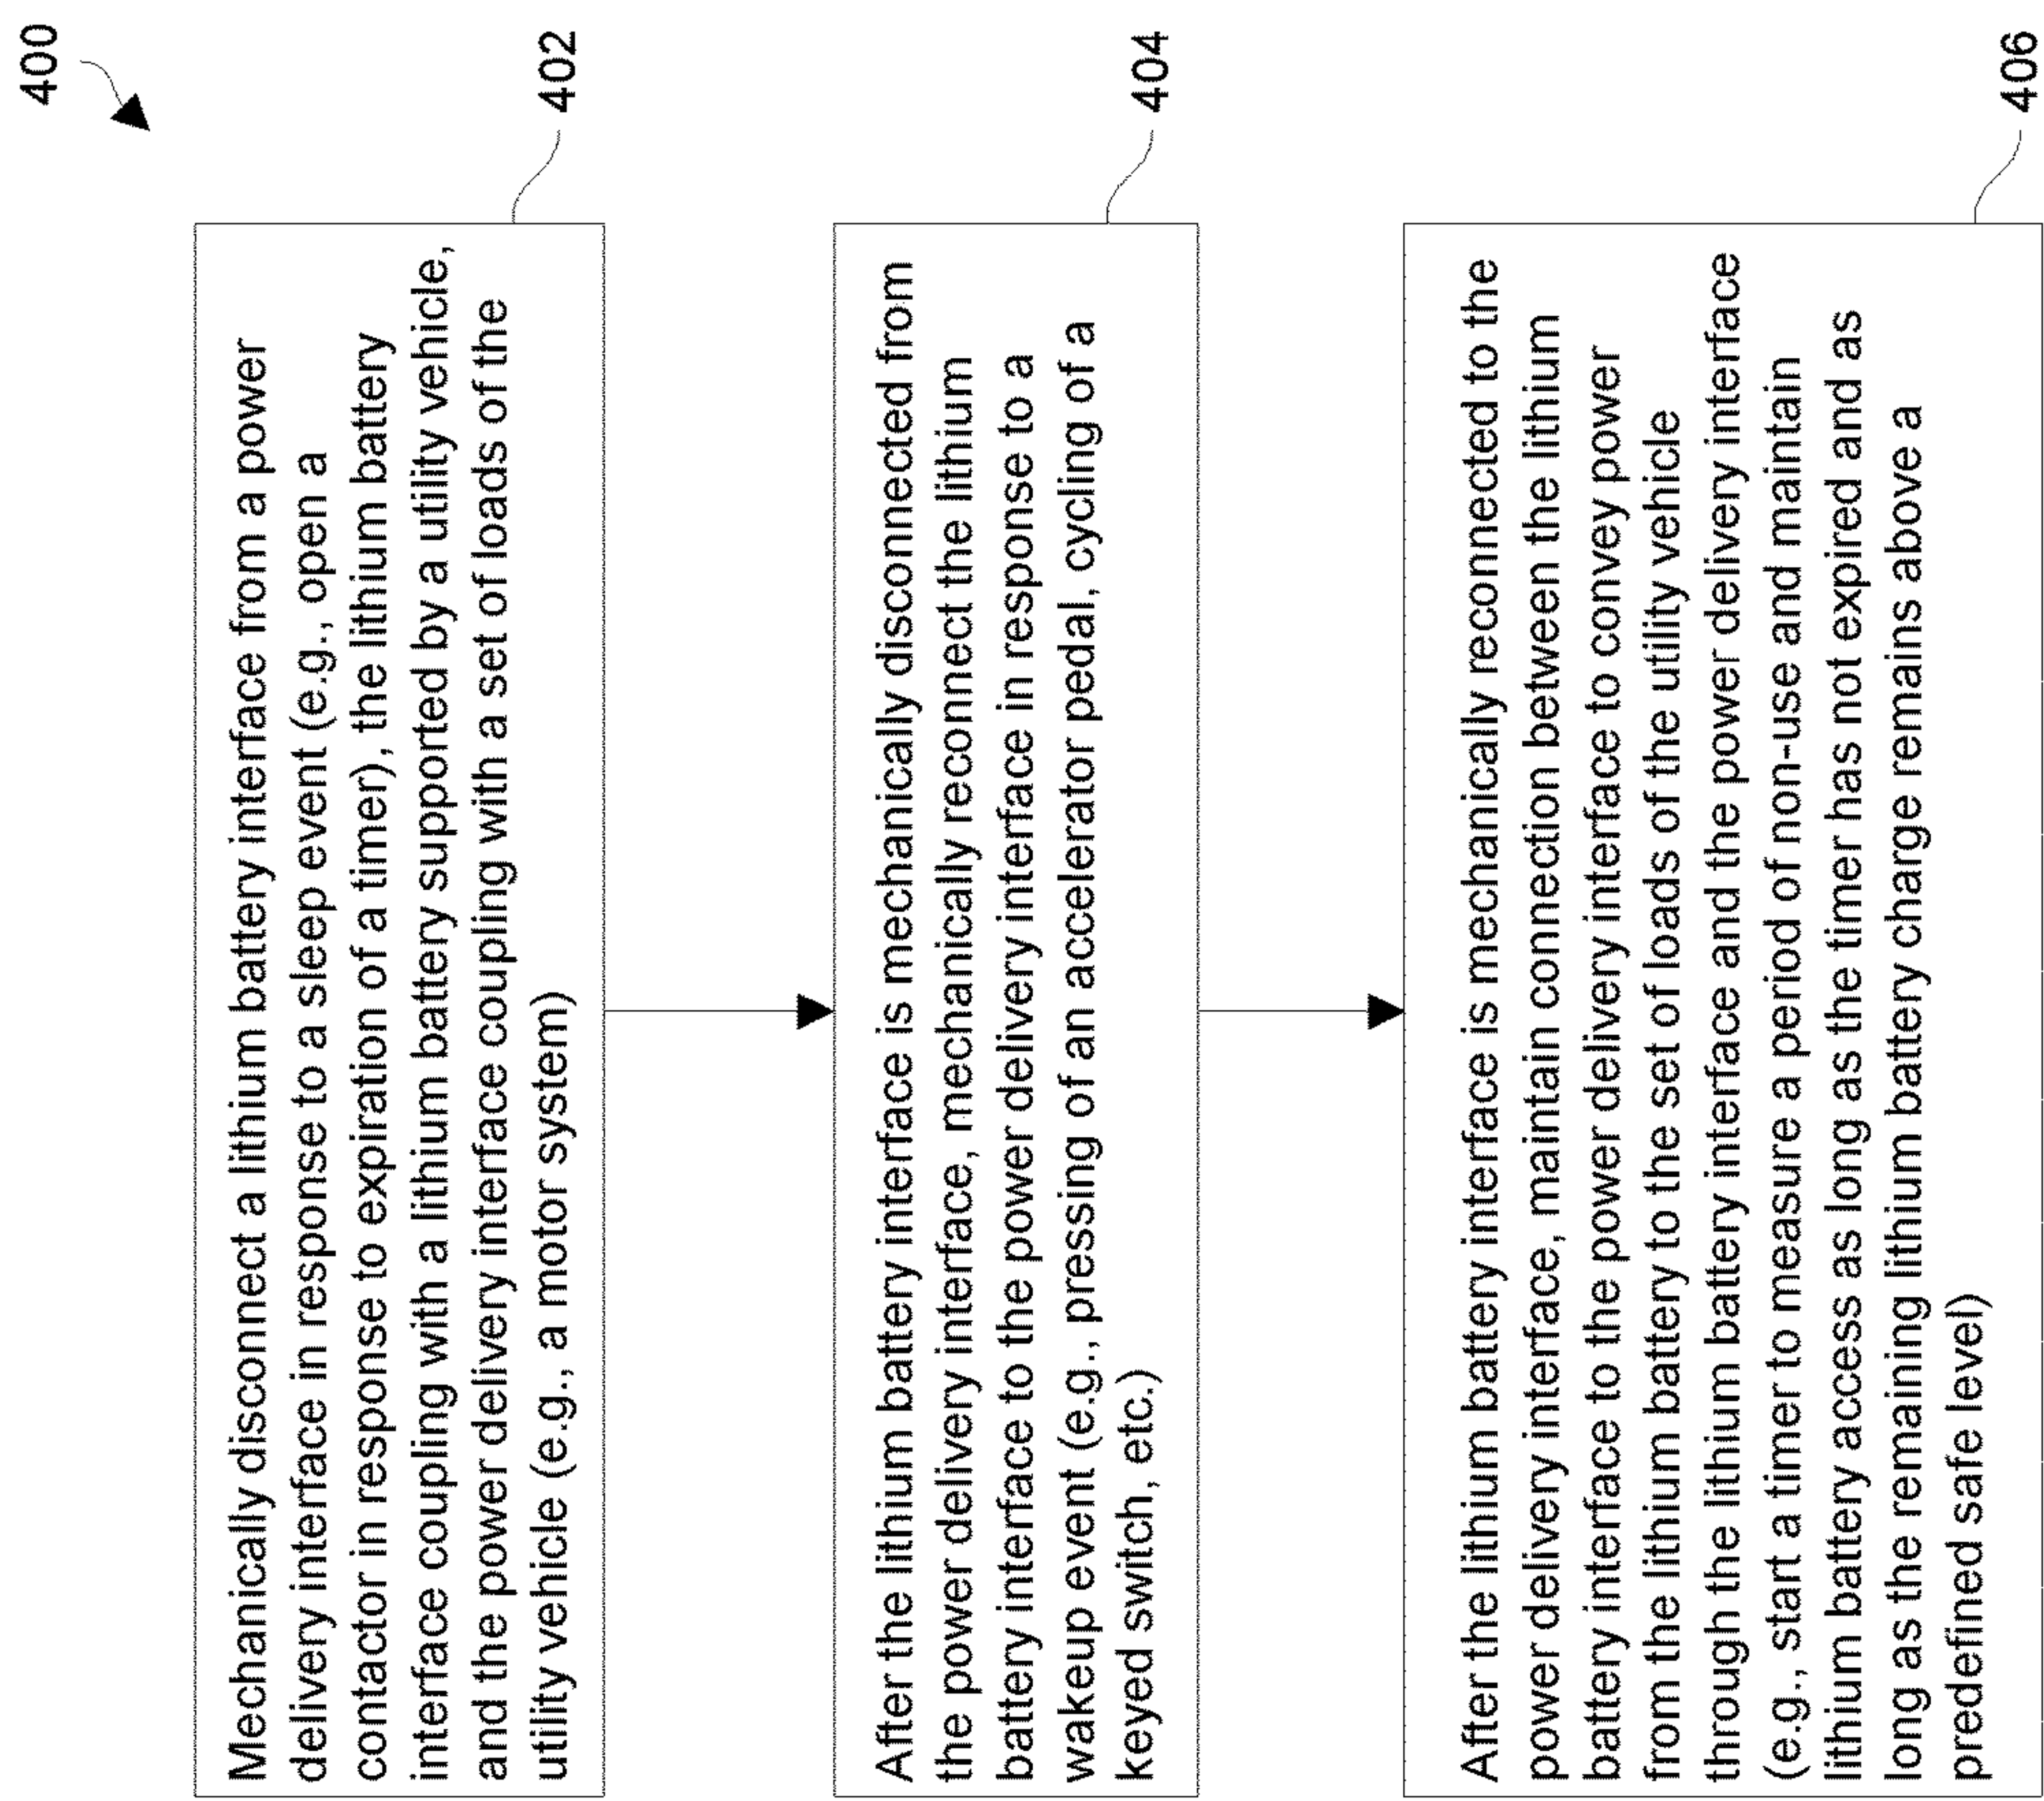 400
Mechanically disconnect a lithium battery interface from a power
delivery interface in response to a sleep event (e.g., open a
contactor in response to expiration of a timer), the lithium battery
interface coupling with a lithium battery supported by a utility vehicle,
and the power delivery interface coupling with a set of loads of the
utility vehicle (e.g., a motor system)
402
After the lithium battery interface is mechanically disconnected from
the power delivery interface, mechanically reconnect the lithium
battery interface to the power delivery interface in response to a
wakeup event (e.g., pressing of an accelerator pedal, cycling of a
keyed switch, etc.)
404
After the lithium battery interface is mechanically reconnected to the
power delivery interface, maintain connection between the lithium
battery interface to the power delivery interface to convey power
from the lithium battery to the set of loads of the utility vehicle
through the lithium battery interface and the power delivery interface
(e.g., start a timer to measure a period of non-use and maintain
lithium battery access as long as the timer has not expired and as
long as the remaining lithium battery charge remains above a
predefined safe level)
406